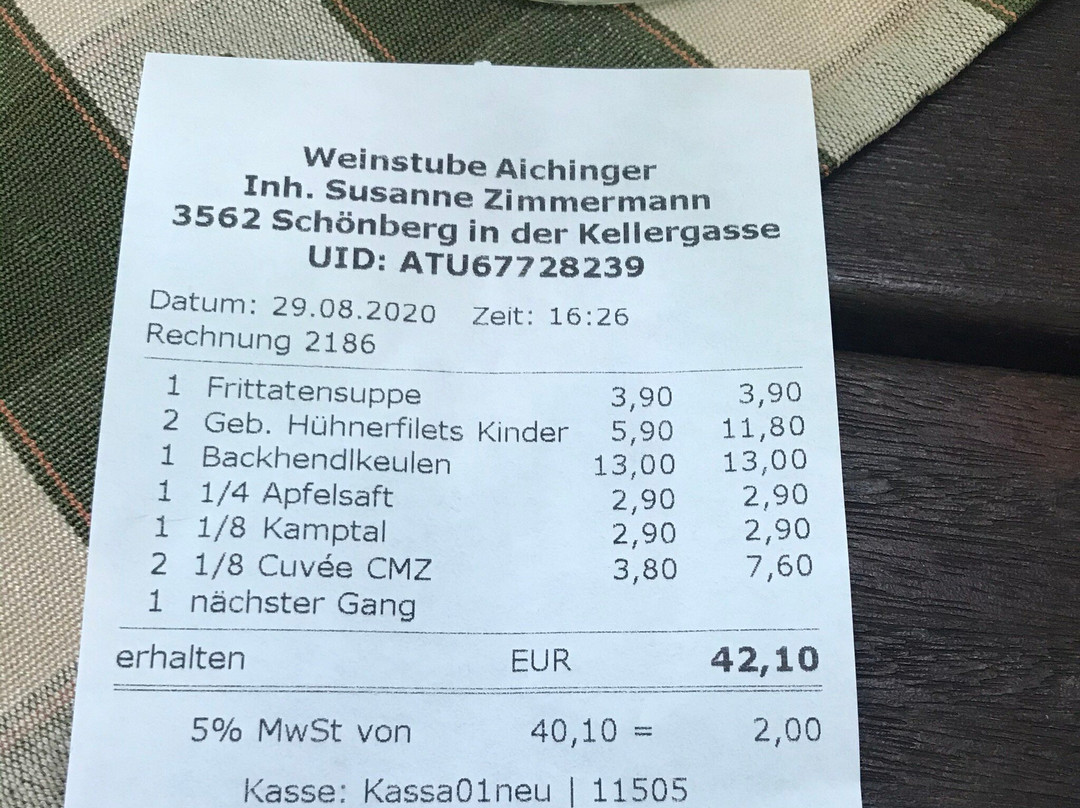 Weinstube Aichinger
Inh. Susanne Zimmermann
3562 Schönberg in der Kellergasse
UID: ATU67728239
Datum: 29.08.2020 Zeit: 16:26
Rechnung 2186
1 Frittatensuppe 3,90 3,90
2 Geb. Hühnerfilets Kinder 5,90 11,80
1 Backhendlkeulen 13,00 13,00
1 1/4 Apfelsaft 2,90 2,90
1 1/8 Kamptal 2,90 2,90
2 1/8 Cuvée CMZ 3,80 7,60
1 nächster Gang
erhalten EUR 42,10
5% MwSt von 40,10 = 2,00
Kasse: Kassa01neu | 11505